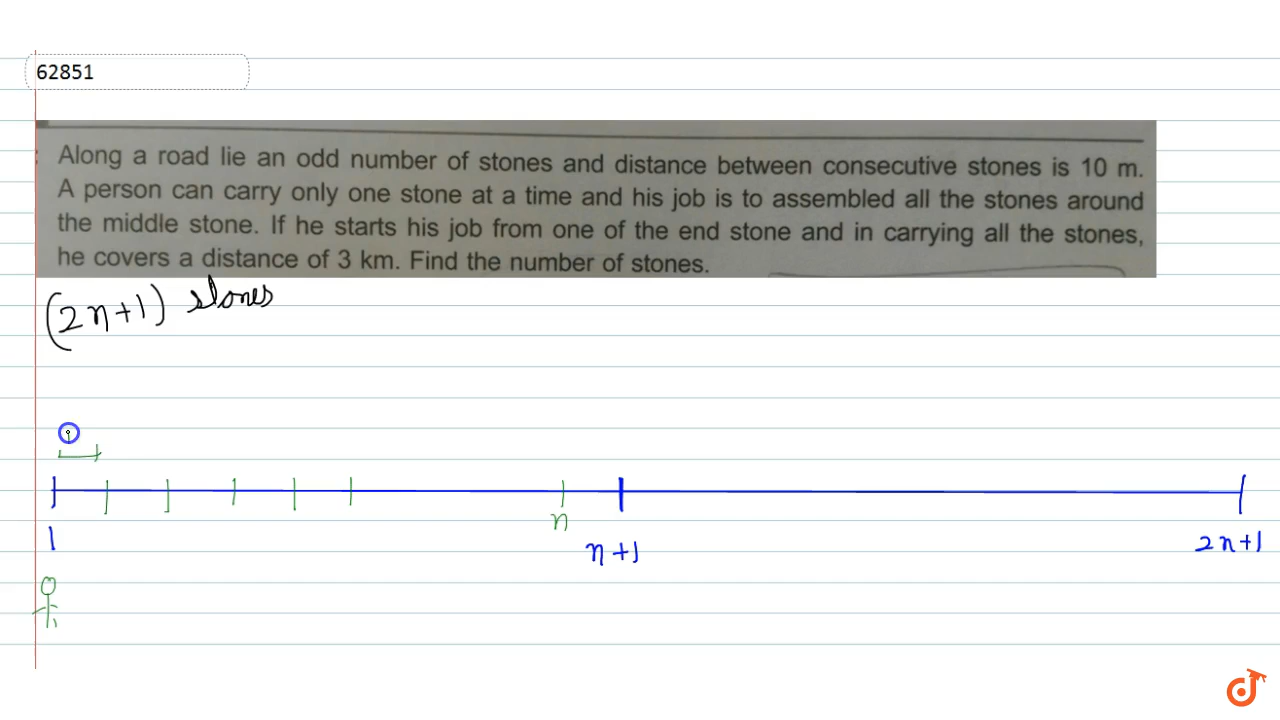 62851
Along a road lie an odd number of stones and distance between consecutive stones is 10 m.
A person can carry only one stone at a time and his job is to assembled all the stones around
the middle stone. If he starts his job from one of the end stone and in carrying all the stones,
he covers a distance of 3 km. Find the number of stones.
(2n+1) stones
1
n
n+1
2n+1